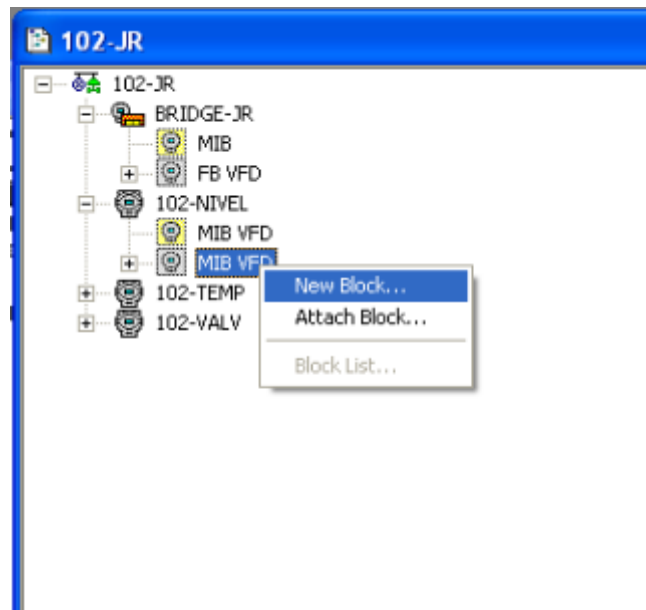 102-JR
102-JR
BRIDGE-JR
MIB
FB VFD
102-NIVEL
MIB VFD
MIB VFD
102-TEMP
102-VALV
New Block...
Attach Block...
Block List...